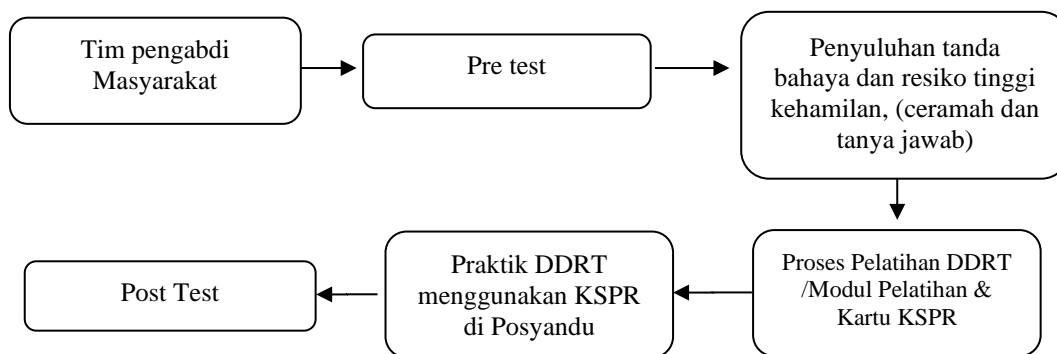 Tim pengabdi
Masyarakat
Pre test
Penyuluhan tanda
bahaya dan resiko tinggi
kehamilan, (ceramah dan
tanya jawab)
Proses Pelatihan DDRT
/Modul Pelatihan &
Kartu KSPR
Praktik DDRT
menggunakan KSPR
di Posyandu
Post Test